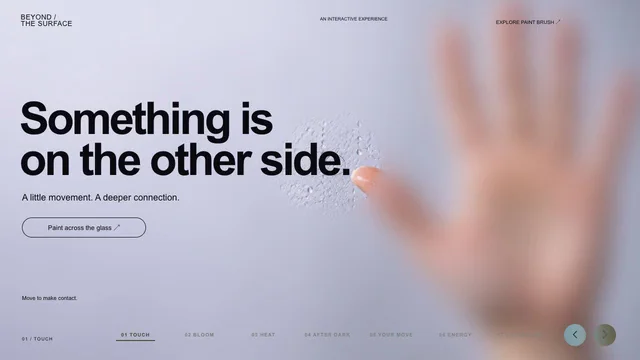 BEYOND /
THE SURFACE
AN INTERACTIVE EXPERIENCE
EXPLORE PAINT BRUSH ↗
Something is
on the other side.
A little movement. A deeper connection.
Paint across the glass ↗
Move to make contact.
01 / TOUCH
01 TOUCH
02 BLOOM
03 HEAT
04 AFTER DARK
05 YOUR MOVE
06 ENERGY